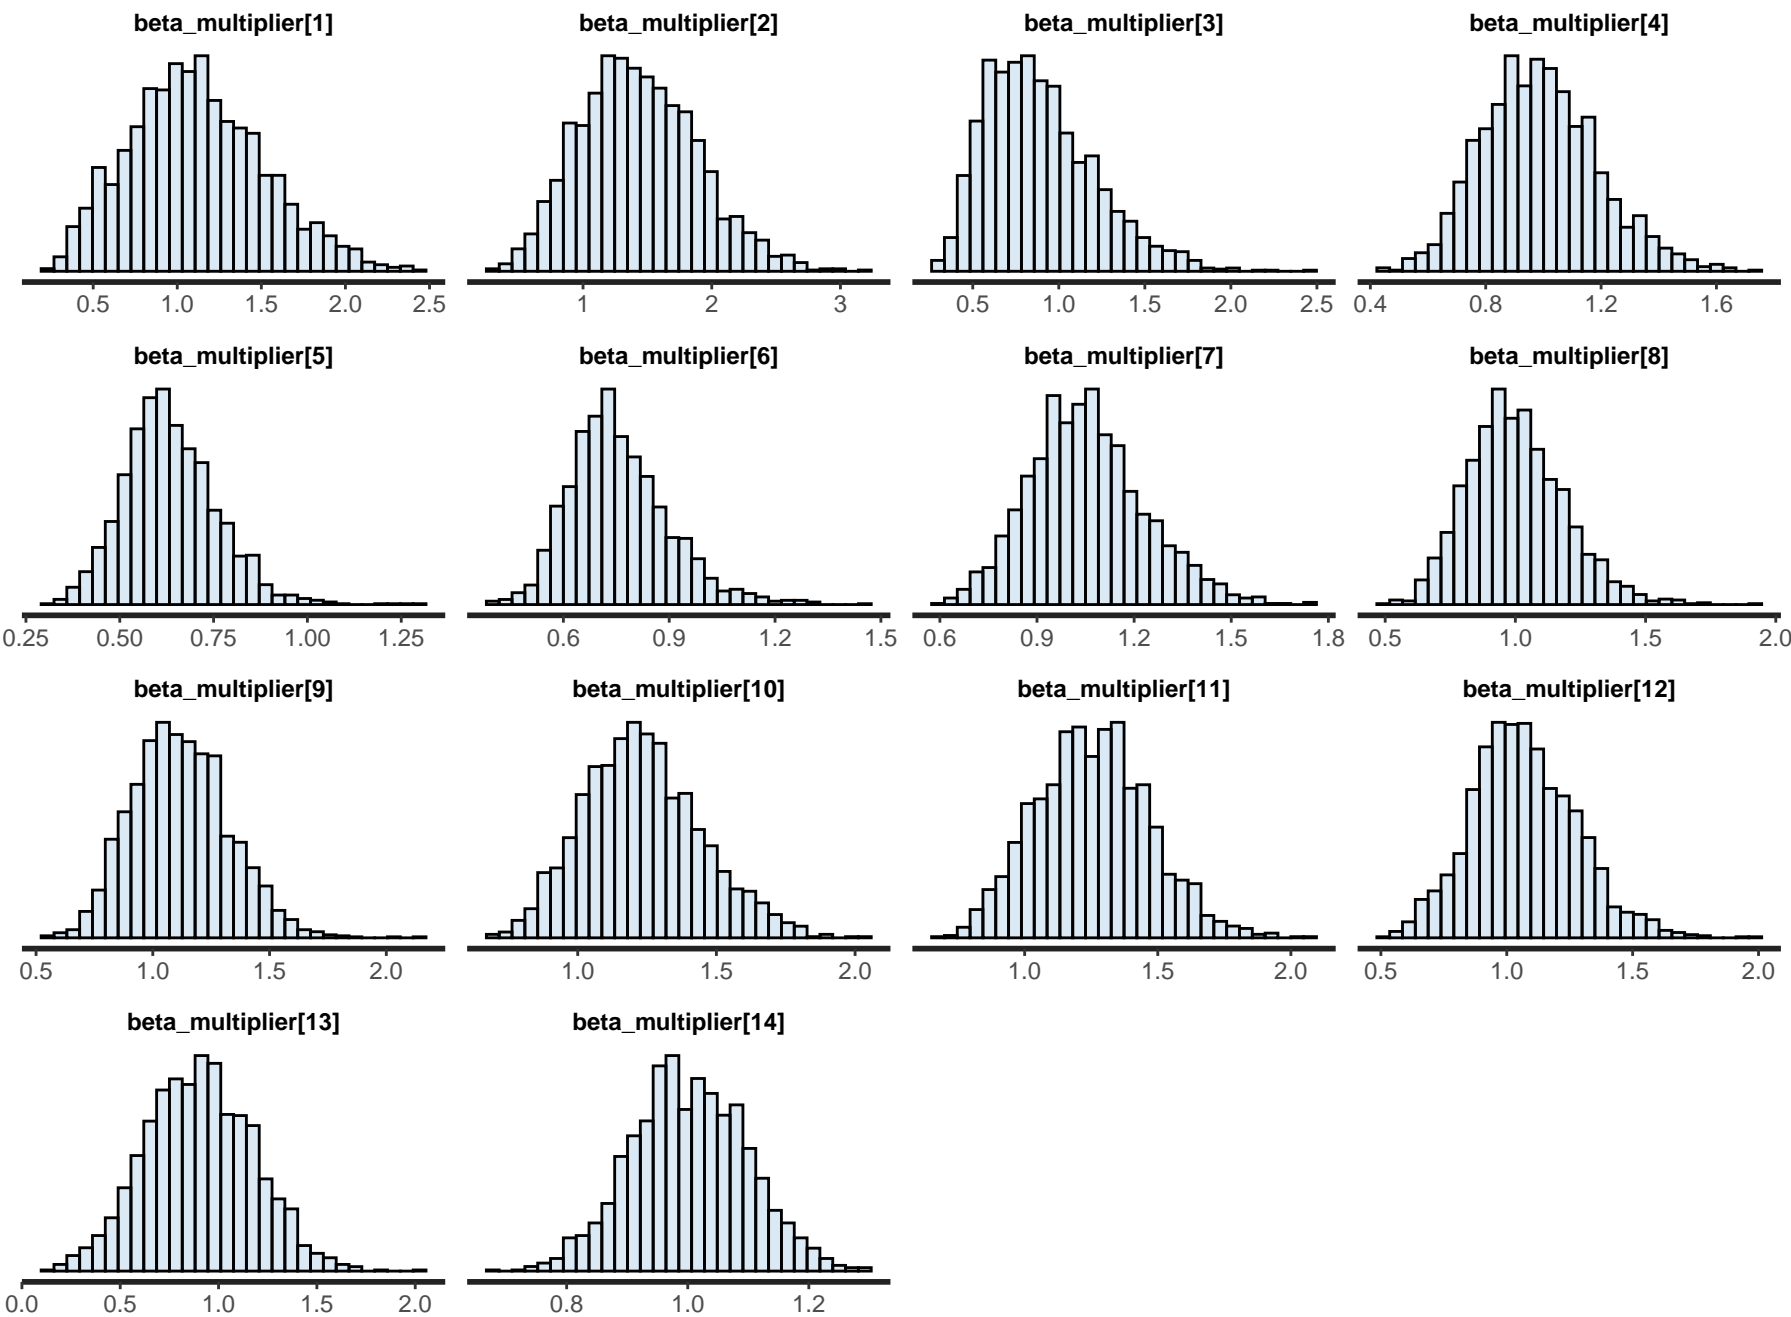 beta_multiplier[1] beta_multiplier[2] beta_multiplier[3] beta_multiplier[4]
0.5 1.0 1.5 2.0 2.5 1 2 3 0.5 1.0 1.5 2.0 2.5 0.4 0.8 1.2 1.6
beta_multiplier[5] beta_multiplier[6] beta_multiplier[7] beta_multiplier[8]
0.25 0.50 0.75 1.00 1.25 0.6 0.9 1.2 1.5 0.6 0.9 1.2 1.5 1.8 0.5 1.0 1.5 2.0
beta_multiplier[9] beta_multiplier[10] beta_multiplier[11] beta_multiplier[12]
0.5 1.0 1.5 2.0 1.0 1.5 2.0 1.0 1.5 2.0 0.5 1.0 1.5 2.0
beta_multiplier[13] beta_multiplier[14]
0.0 0.5 1.0 1.5 2.0 0.8 1.0 1.2